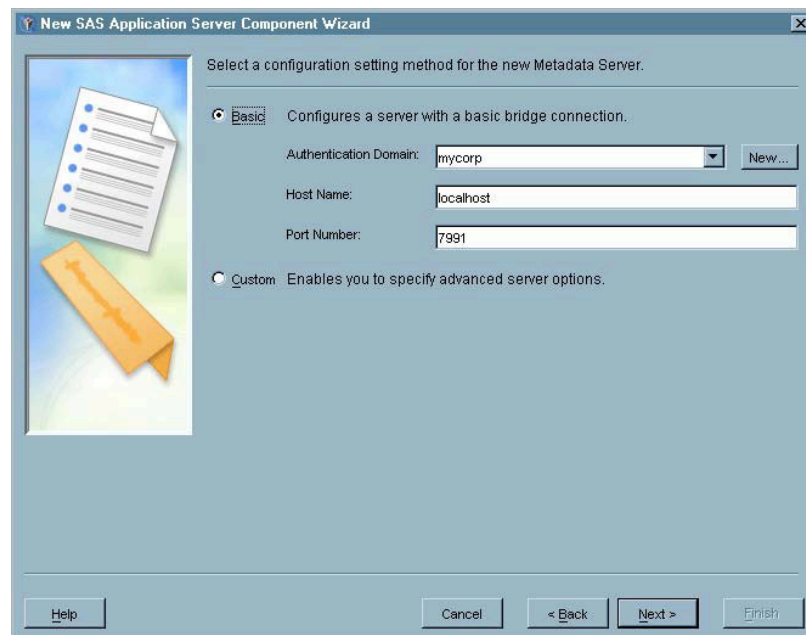 New SAS Application Server Component Wizard
Select a configuration setting method for the new Metadata Server.
Basic Configures a server with a basic bridge connection.
Authentication Domain: mycorp New...
Host Name: localhost
Port Number: 7991
Custom Enables you to specify advanced server options.
Help Cancel < Back Next > Finish